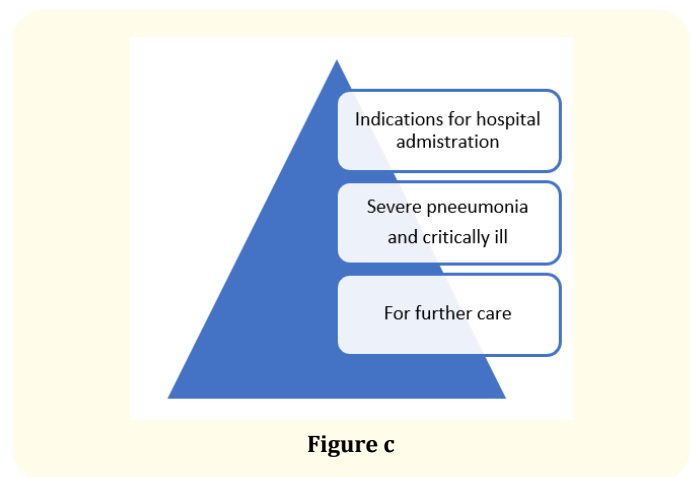 Indications for hospital
admistration
Severe pneeumonia
and critically ill
For further care
Figure c